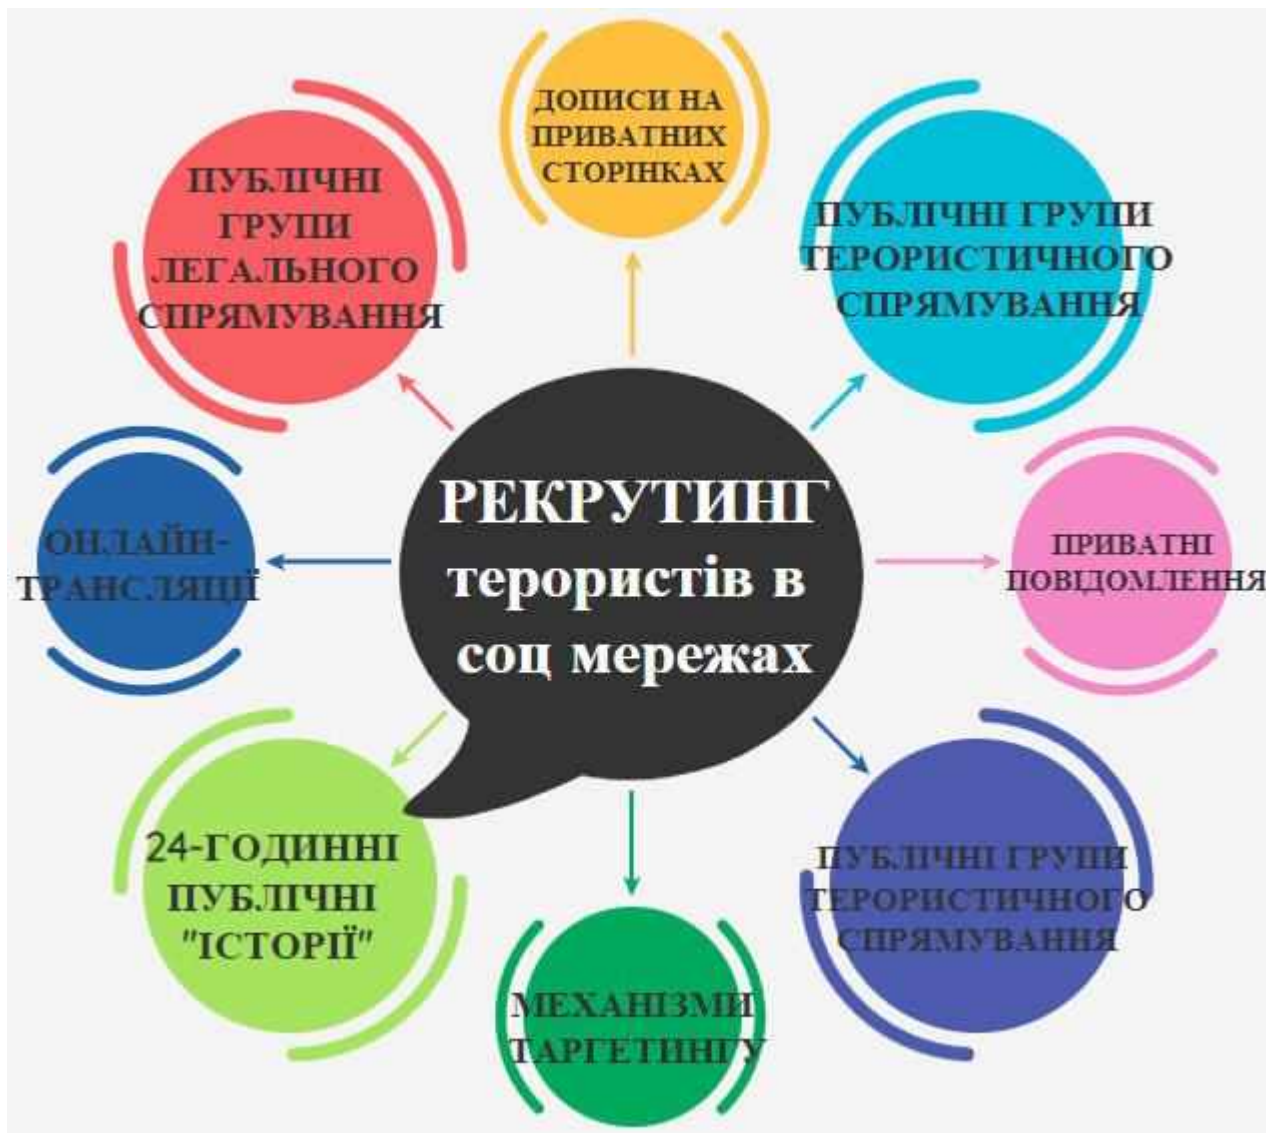 ДОПИСИ НА
ПРИВАТНИХ
СТОРІНКАХ
ПУБЛІЧНІ
ГРУПИ
ЛЕГАЛЬНОГО
СПРЯМУВАННЯ
ПУБЛІЧНІ ГРУПИ
ТЕРОРИСТИЧНОГО
СПРЯМУВАННЯ
РЕКРУТИНГ
терористів в
соц мережах
ОНЛАЙН-
ТРАНСЛЯЦІЇ
ПРИВАТНІ
ПОВІДОМЛЕННЯ
24-ГОДИННІ
ПУБЛІЧНІ
"ІСТОРІЇ"
ПУБЛІЧНІ ГРУПИ
ТЕРОРИСТИЧНОГО
СПРЯМУВАННЯ
МЕХАНІЗМИ
ТАРГЕТИНГУ